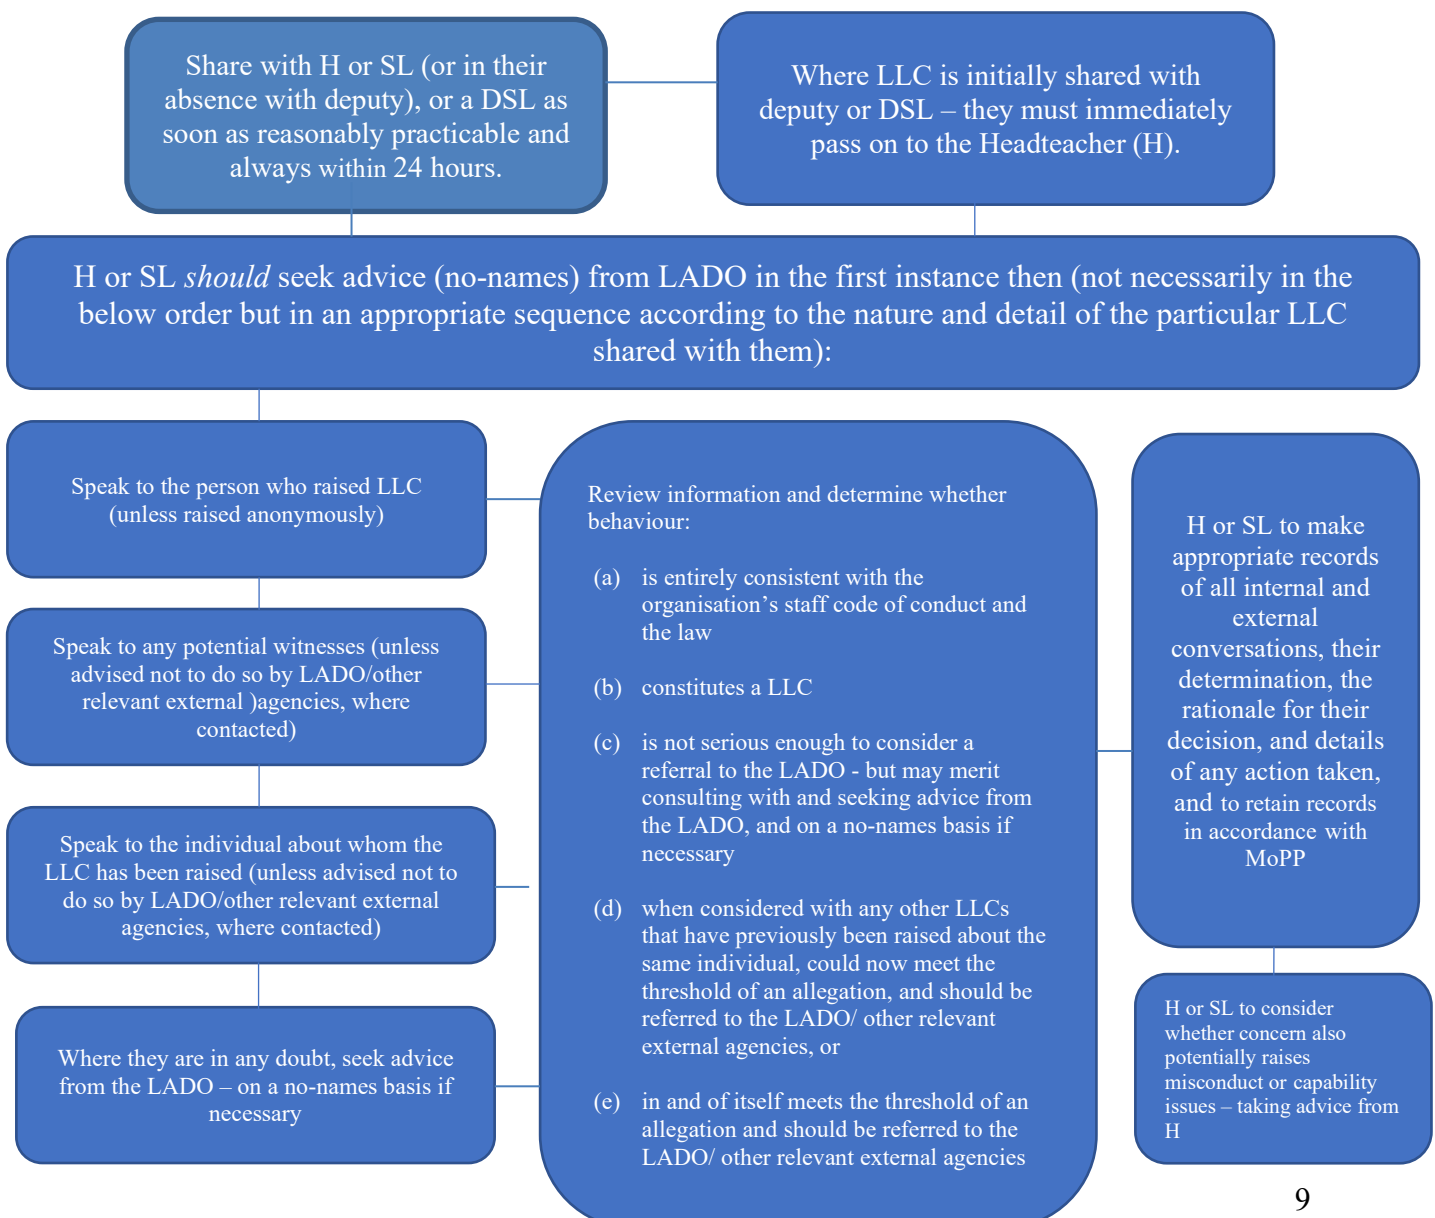 Share with H or SL (or in their
absence with deputy), or a DSL as
soon as reasonably practicable and
always within 24 hours.
Where LLC is initially shared with
deputy or DSL – they must immediately
pass on to the Headteacher (H).
H or SL should seek advice (no-names) from LADO in the first instance then (not necessarily in the
below order but in an appropriate sequence according to the nature and detail of the particular LLC
shared with them):
Speak to the person who raised LLC
(unless raised anonymously)
Speak to any potential witnesses (unless
advised not to do so by LADO/other
relevant external )agencies, where
contacted)
Speak to the individual about whom the
LLC has been raised (unless advised not to
do so by LADO/other relevant external
agencies, where contacted)
Where they are in any doubt, seek advice
from the LADO – on a no-names basis if
necessary
Review information and determine whether
behaviour:
(a) is entirely consistent with the
organisation’s staff code of conduct and
the law
(b) constitutes a LLC
(c) is not serious enough to consider a
referral to the LADO - but may merit
consulting with and seeking advice from
the LADO, and on a no-names basis if
necessary
(d) when considered with any other LLCs
that have previously been raised about the
same individual, could now meet the
threshold of an allegation, and should be
referred to the LADO/ other relevant
external agencies, or
(e) in and of itself meets the threshold of an
allegation and should be referred to the
LADO/ other relevant external agencies
H or SL to make
appropriate records
of all internal and
external
conversations, their
determination, the
rationale for their
decision, and details
of any action taken,
and to retain records
in accordance with
MoPP
H or SL to consider
whether concern also
potentially raises
misconduct or capability
issues – taking advice from
H
9